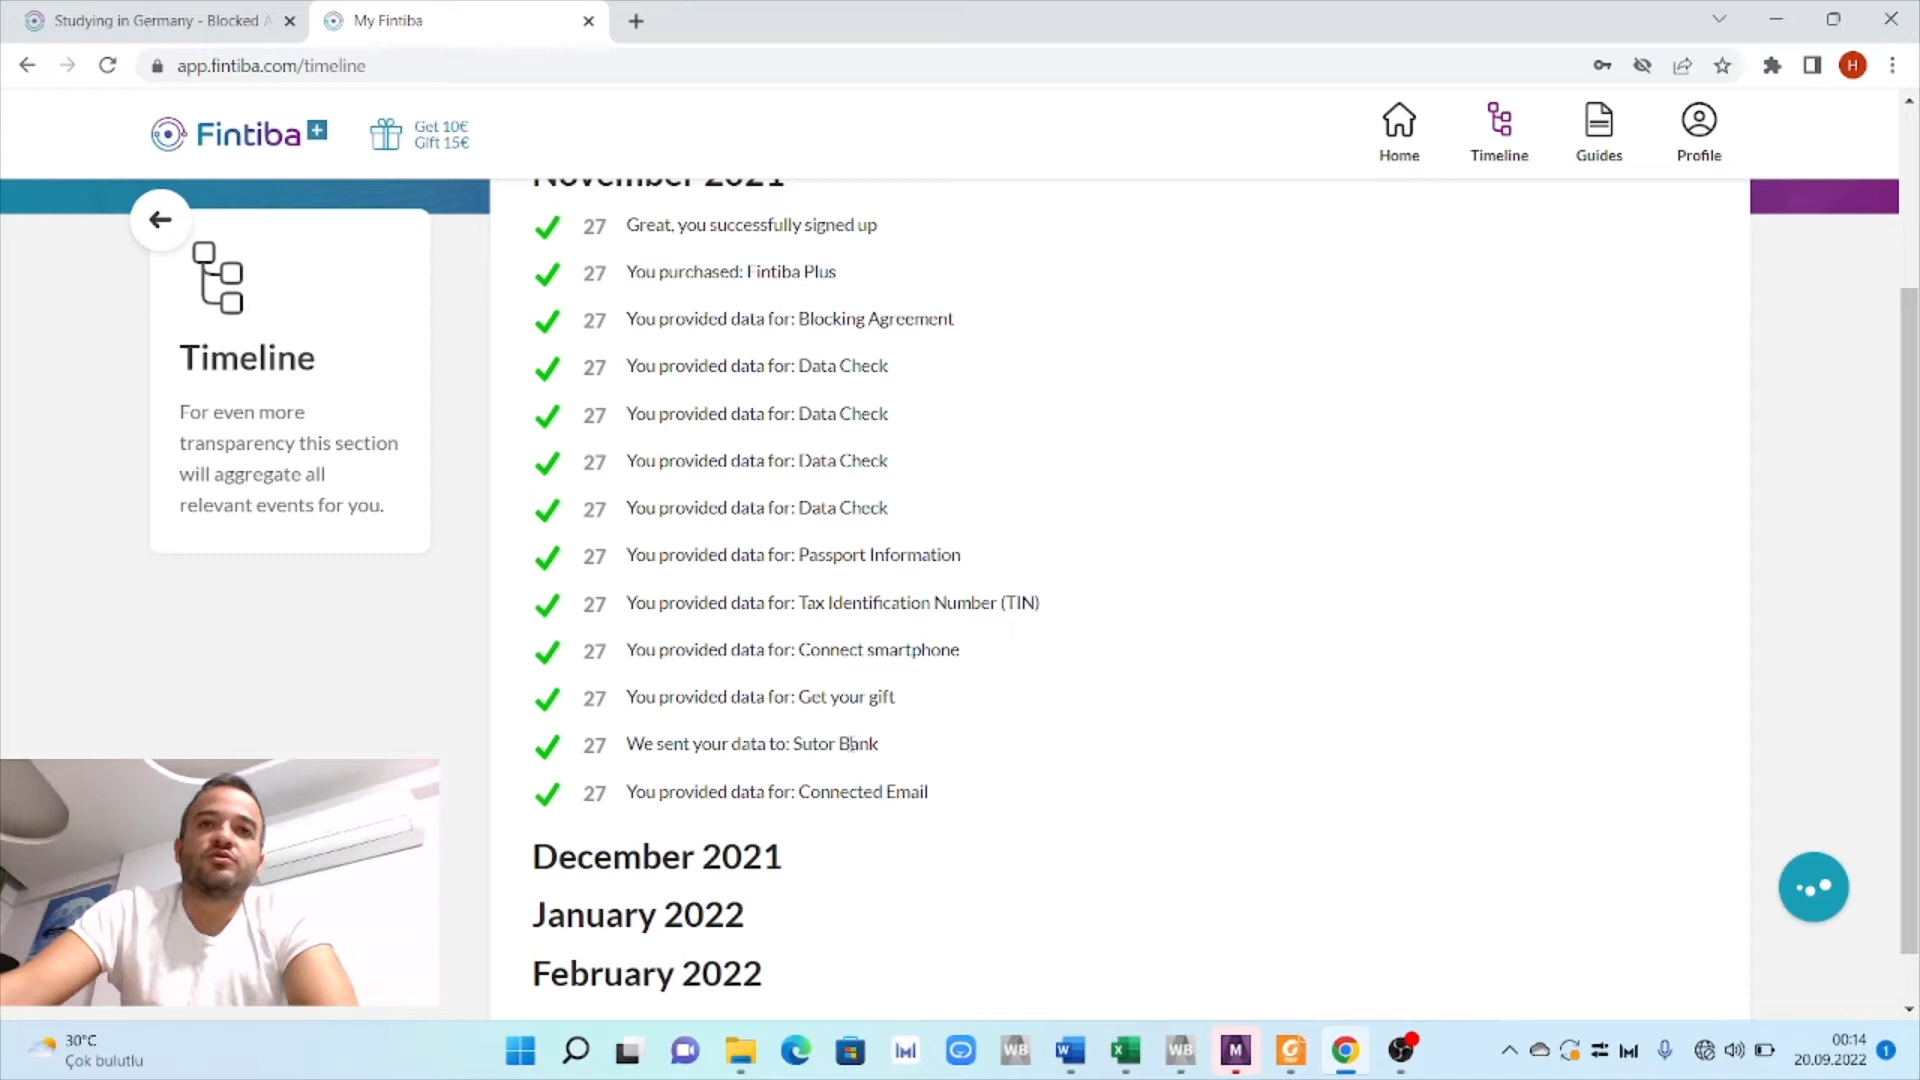 Studying in Germany - Blocked A
My Fintiba
app.fintiba.com/timeline
H
Fintiba+
Get 10€
Gift 15€
Home
Timeline
Guides
Profile
November 2021
27 Great, you successfully signed up
27 You purchased: Fintiba Plus
27 You provided data for: Blocking Agreement
27 You provided data for: Data Check
27 You provided data for: Data Check
27 You provided data for: Data Check
27 You provided data for: Data Check
27 You provided data for: Passport Information
27 You provided data for: Tax Identification Number (TIN)
27 You provided data for: Connect smartphone
27 You provided data for: Get your gift
27 We sent your data to: Sutor Bank
27 You provided data for: Connected Email
December 2021
January 2022
February 2022
Timeline
For even more
transparency this section
will aggregate all
relevant events for you.
30°C
Çok bulutlu
WB
W
X
WB
M
00:14
20.09.2022
1